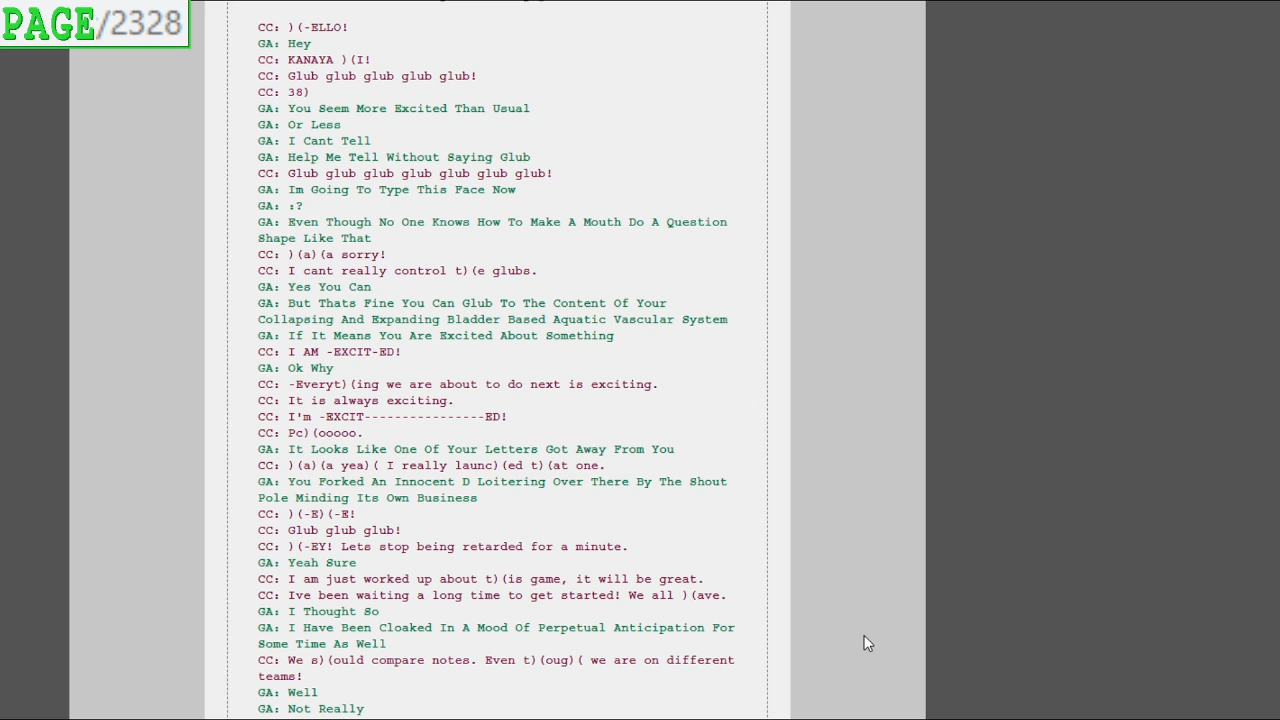 PAGE/2328
CC: )(-ELLO!
GA: Hey
CC: KANAYA )(I!
CC: Glub glub glub glub glub!
CC: 38)
GA: You Seem More Excited Than Usual
GA: Or Less
GA: I Cant Tell
GA: Help Me Tell Without Saying Glub
CC: Glub glub glub glub glub glub glub!
GA: Im Going To Type This Face Now
GA: :?
GA: Even Though No One Knows How To Make A Mouth Do A Question
Shape Like That
CC: )(a)(a sorry!
CC: I cant really control t)(e glubs.
GA: Yes You Can
GA: But Thats Fine You Can Glub To The Content Of Your
Collapsing And Expanding Bladder Based Aquatic Vascular System
GA: If It Means You Are Excited About Something
CC: I AM -EXCIT-ED!
GA: Ok Why
CC: -Everyt)(ing we are about to do next is exciting.
CC: It is always exciting.
CC: I'm -EXCIT----------------ED!
CC: Pc)(ooooo.
GA: It Looks Like One Of Your Letters Got Away From You
CC: )(a)(a yea)( I really launc)(ed t)(at one.
GA: You Forked An Innocent D Loitering Over There By The Shout
Pole Minding Its Own Business
CC: )(-E)(-E!
CC: Glub glub glub!
CC: )(-EY! Lets stop being retarded for a minute.
GA: Yeah Sure
CC: I am just worked up about t)(is game, it will be great.
CC: Ive been waiting a long time to get started! We all )(ave.
GA: I Thought So
GA: I Have Been Cloaked In A Mood Of Perpetual Anticipation For
Some Time As Well
CC: We s)(ould compare notes. Even t)(oug)( we are on different
teams!
GA: Well
GA: Not Really